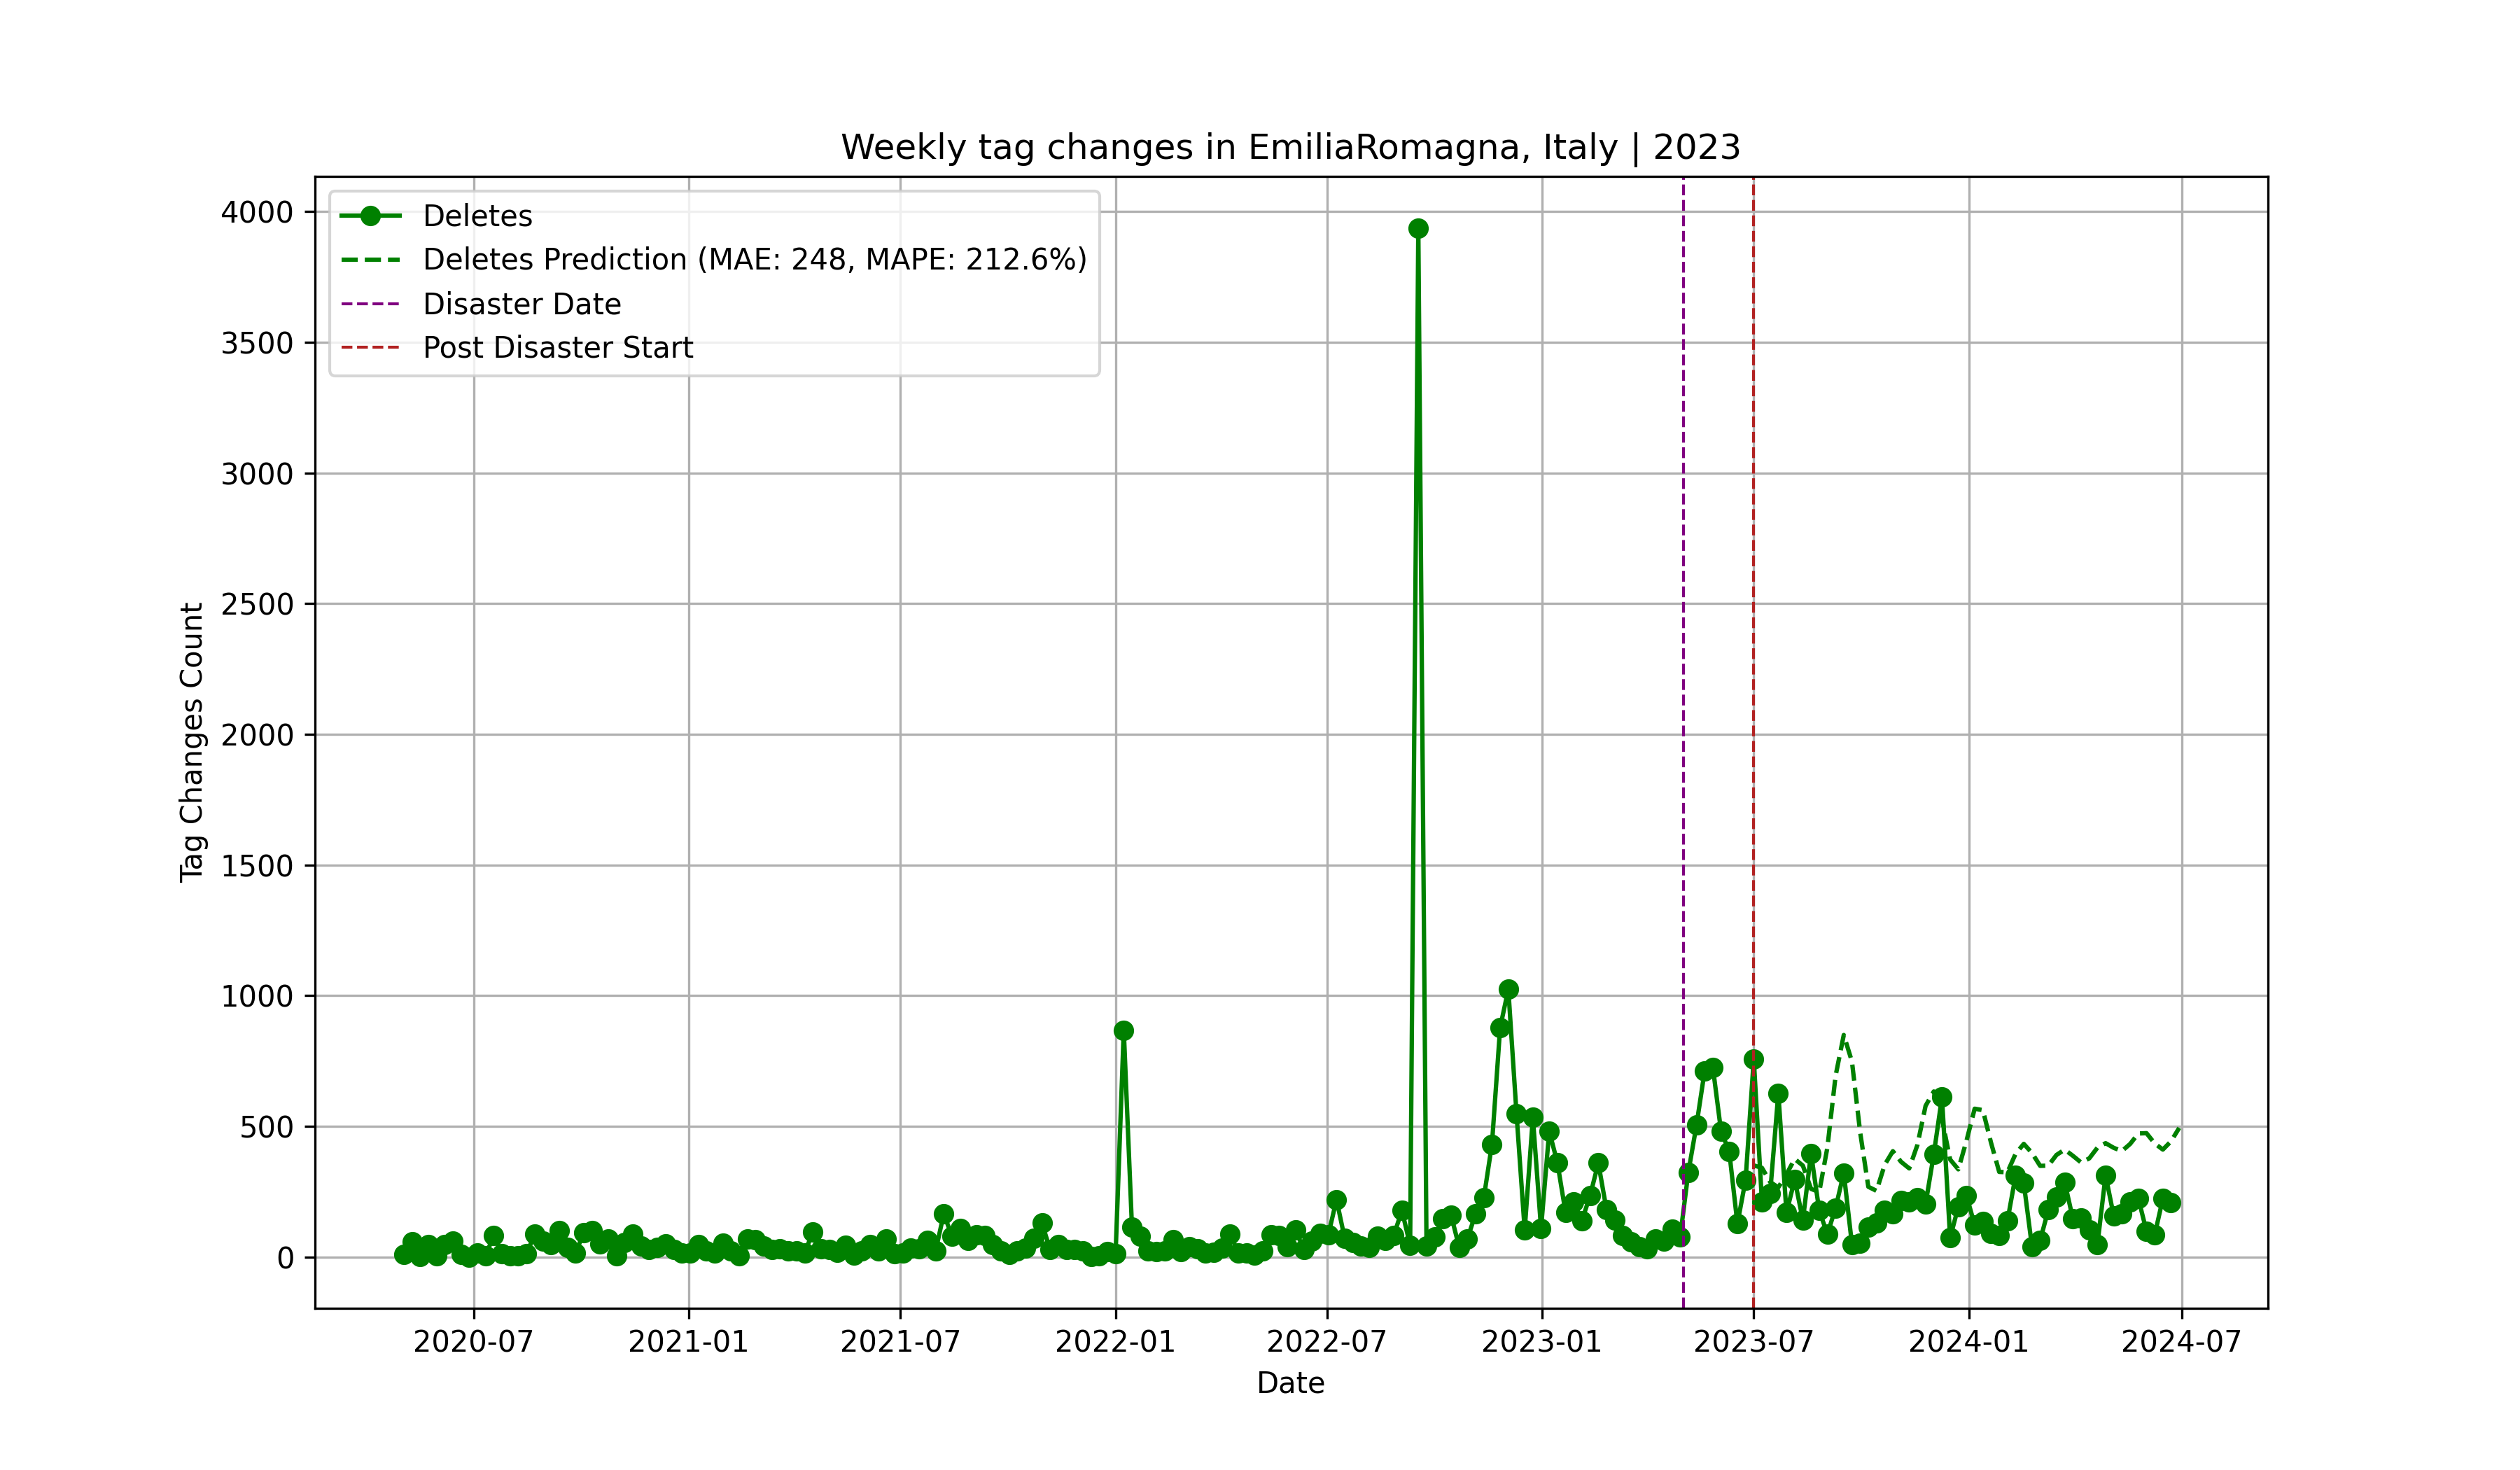 Weekly tag changes in EmiliaRomagna, Italy | 2023
Deletes
Deletes Prediction (MAE: 248, MAPE: 212.6%)
Disaster Date
Post Disaster Start
4000
3500
3000
2500
2000
1500
1000
500
0
Tag Changes Count
2020-07
2021-01
2021-07
2022-01
2022-07
2023-01
2023-07
2024-01
2024-07
Date